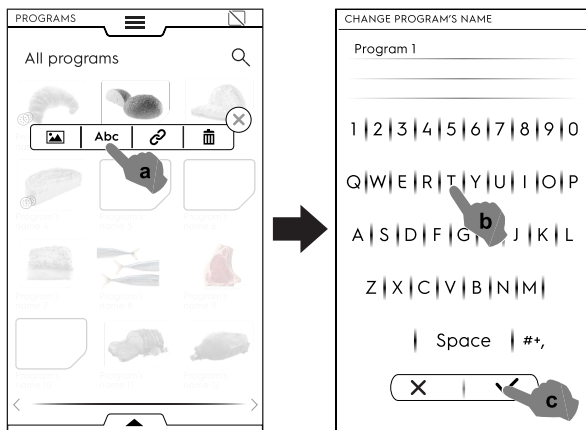 PROGRAMS
All programs
Abc
a
CHANGE PROGRAM'S NAME
Program 1
1 2 3 4 5 6 7 8 9 0
Q W E R T Y U I O P
b
A S D F G J K L
Z X C V B N M
Space #+,
c